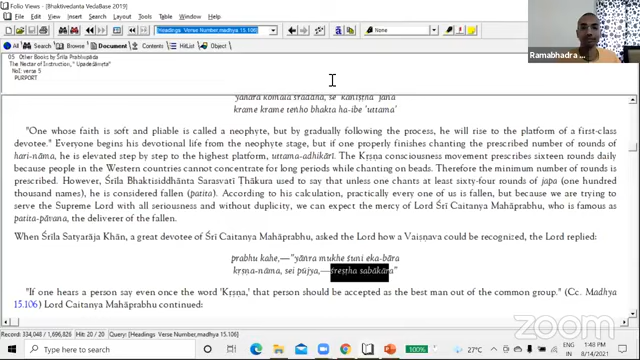 Folio Views - [Bhaktivedanta VedaBase 2019]
[Headings Verse Number,madhya 15.106]
None
All Search Document Object Contents
05 Other Books by Śrīla Prabhupāda
The Nectar of Instruction," Upadeśāmṛta"
NoI verse 5
PURPORT
Ramabhadra
yāṅhāra komala śraddhā, se 'kaniṣṭha' jana
krame krame teṅho bhakta ha-ibe 'uttama'
"One whose faith is soft and pliable is called a neophyte, but by gradually following the process, he will rise to the platform of a first-class
devotee." Everyone begins his devotional life from the neophyte stage, but if one properly finishes chanting the prescribed number of rounds of
hari-nāma, he is elevated step by step to the highest platform, uttama-adhikārī. The Kṛṣṇa consciousness movement prescribes sixteen rounds daily
because people in the Western countries cannot concentrate for long periods while chanting on beads. Therefore the minimum number of rounds is
prescribed. However, Śrīla Bhaktisiddhānta Sarasvatī Ṭhākura used to say that unless one chants at least sixty-four rounds of japa (one hundred
thousand names), he is considered fallen (patita). According to his calculation, practically every one of us is fallen, but because we are trying to
serve the Supreme Lord with all seriousness and without duplicity, we can expect the mercy of Lord Śrī Caitanya Mahāprabhu, who is famous as
patita-pāvana, the deliverer of the fallen.
When Śrīla Satyarāja Khān, a great devotee of Śrī Caitanya Mahāprabhu, asked the Lord how a Vaiṣṇava could be recognized, the Lord replied:
prabhu kahe,—"yāṅra mukhe śuni eka-bāra
kṛṣṇa-nāma, sei pūjya,—śreṣṭha sabākāra"
"If one hears a person say even once the word 'Kṛṣṇa,' that person should be accepted as the best man out of the common group." (Cc. Madhya
15.106) Lord Caitanya Mahāprabhu continued:
Record: 334,048 / 1,696,826 Hit: 20 / 20 Query: [Headings Verse Number,madhya 15.106]
zoom
Type here to search
100%
27°C
ENG
1:48 PM
8/14/2021